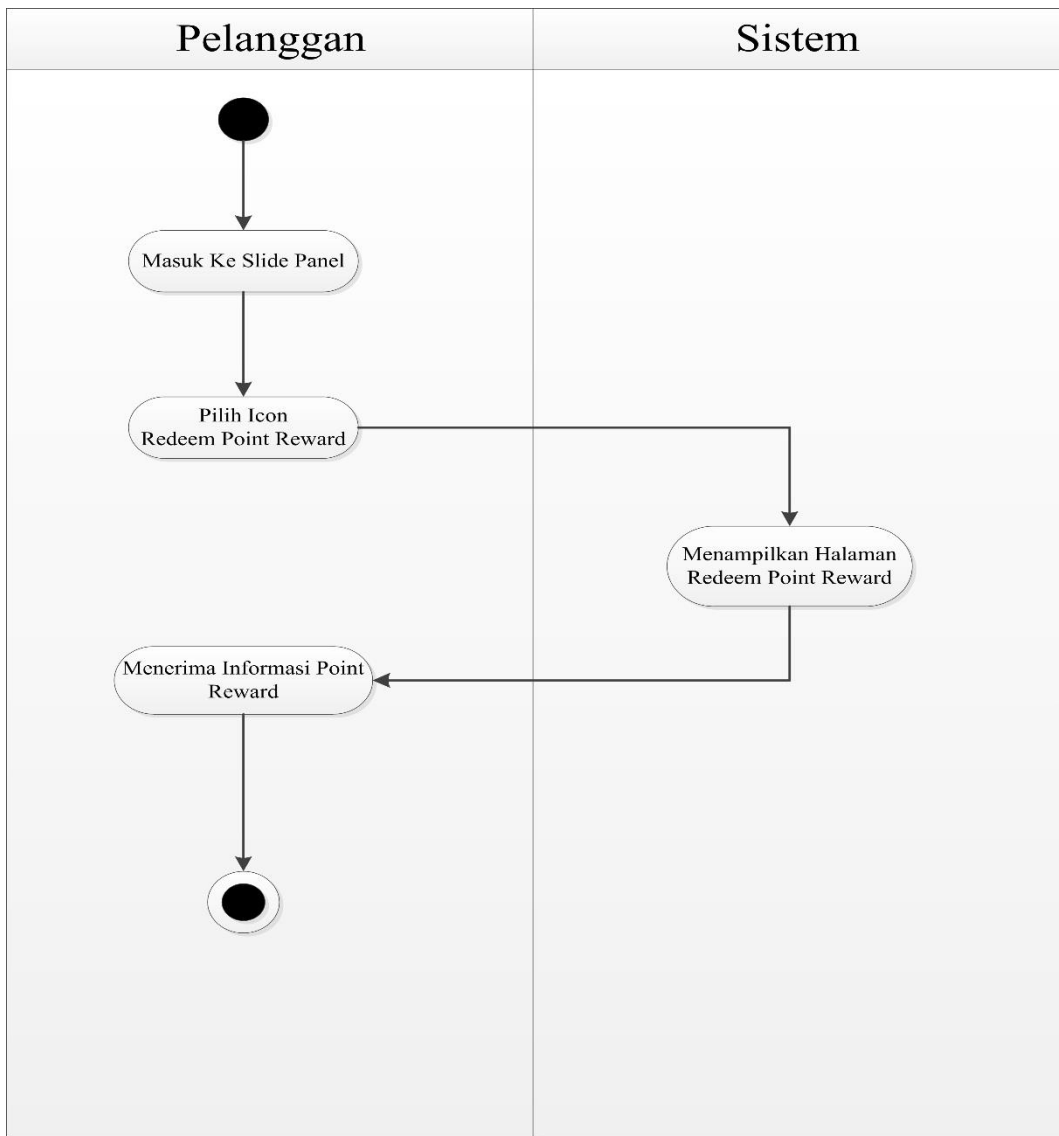 Pelanggan
Sistem
Masuk Ke Slide Panel
Pilih Icon
Redeem Point Reward
Menampilkan Halaman
Redeem Point Reward
Menerima Informasi Point
Reward